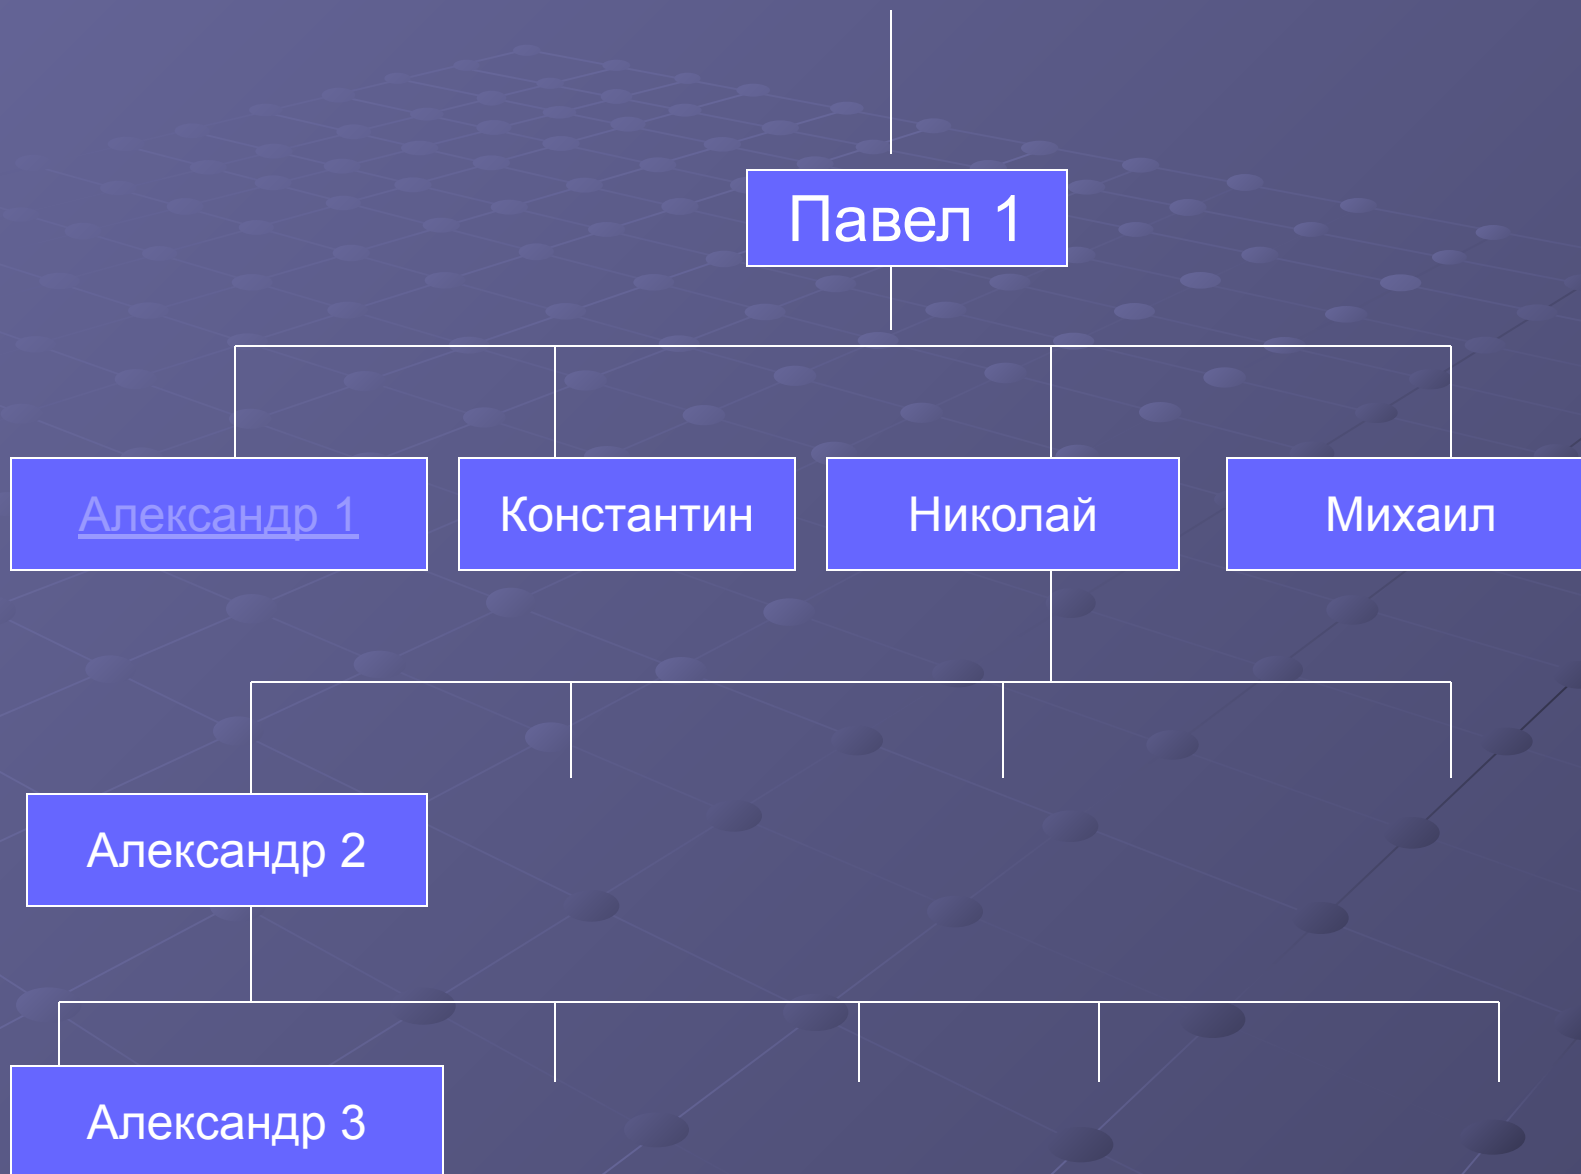 Павел 1
Александр 1
Константин
Николай
Михаил
Александр 2
Александр 3